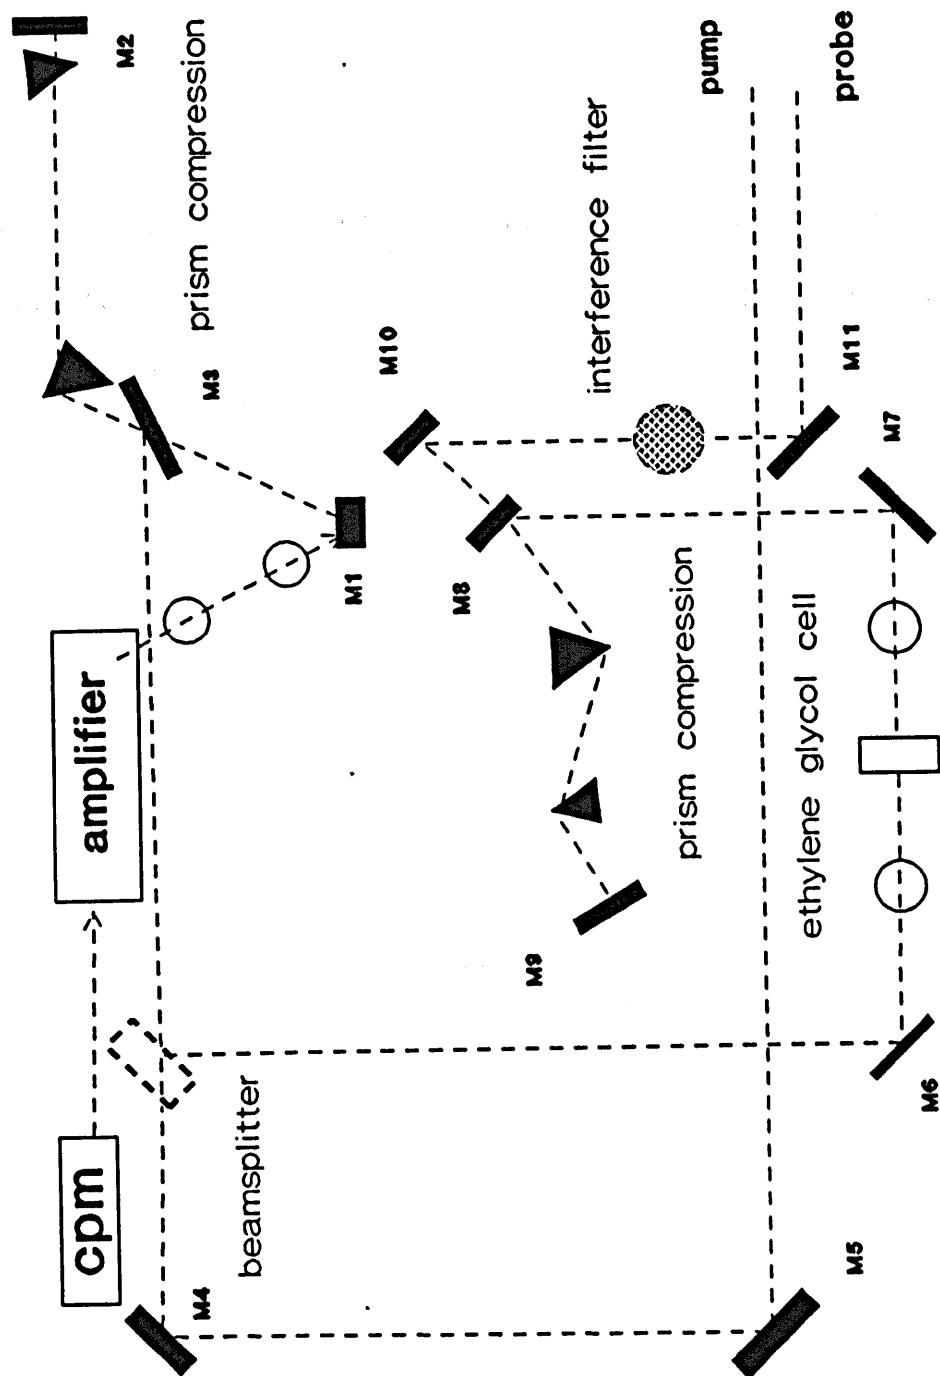 cpm
amplifier
M2
prism compression
M3
M1
M4
beamsplitter
M10
M8
M9
prism compression
interference filter
pump
probe
M11
M7
ethylene glycol cell
M6
M5